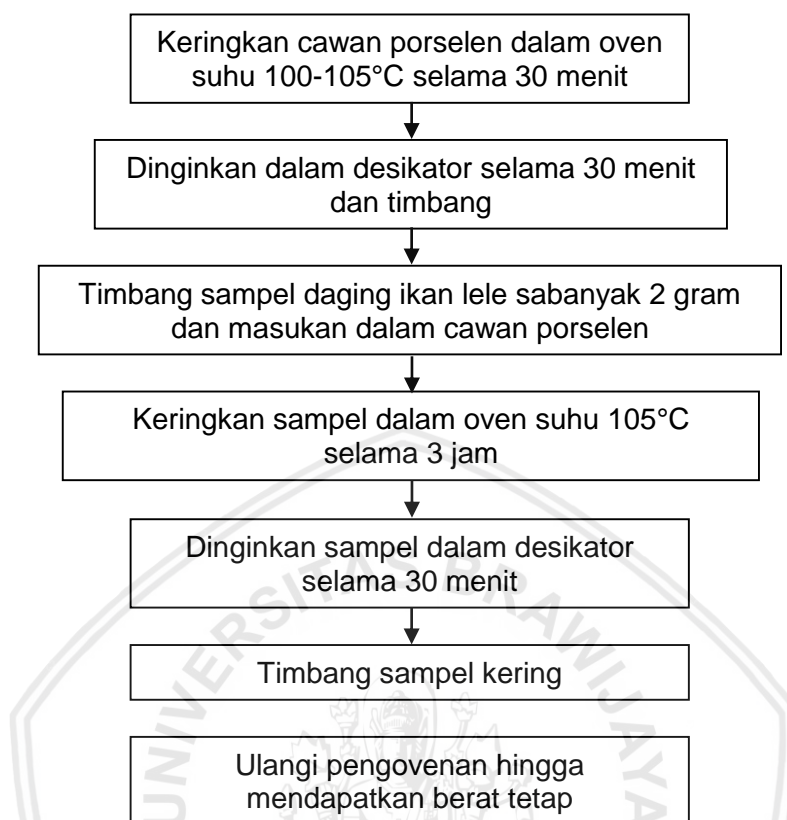 Keringkan cawan porselen dalam oven
suhu 100-105°C selama 30 menit
Dinginkan dalam desikator selama 30 menit
dan timbang
Timbang sampel daging ikan lele sabanyak 2 gram
dan masukan dalam cawan porselen
Keringkan sampel dalam oven suhu 105°C
selama 3 jam
Dinginkan sampel dalam desikator
selama 30 menit
Timbang sampel kering
Ulangi pengovenan hingga
mendapatkan berat tetap
UNIVERSITAS BRAWIJAYA